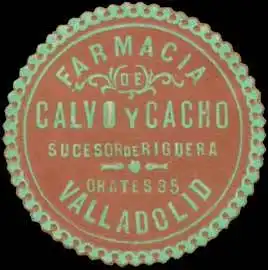 FARMACIA
DE
CALVO Y CACHO
SUCESOR DE RIGUERA
ORATES 35
VALLADOLID